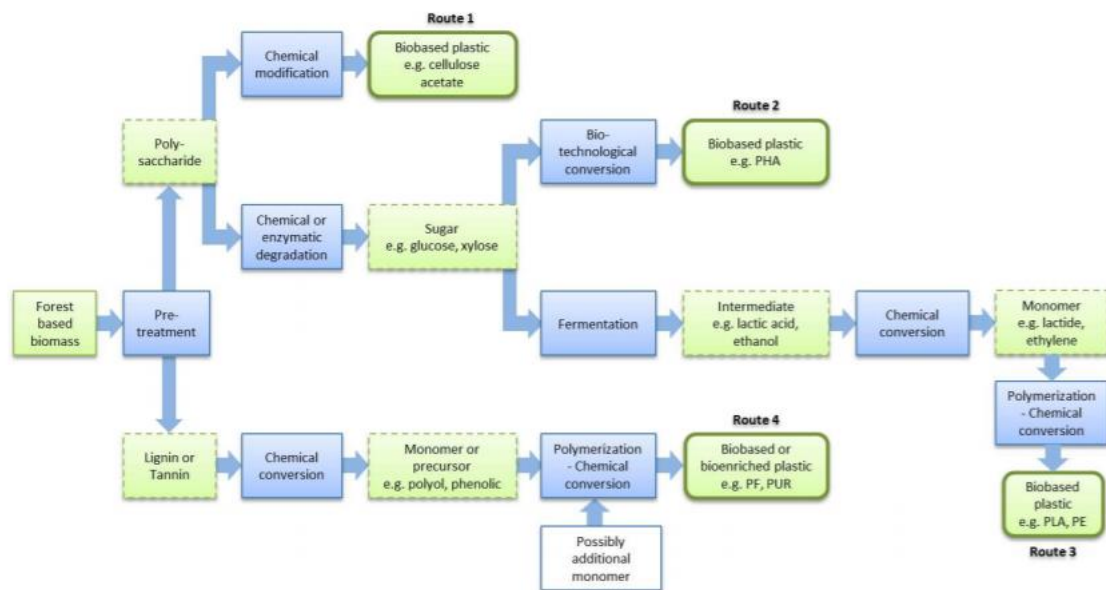 Route 1
Chemical
modification
Biobased plastic
e.g. cellulose
acetate
Route 2
Poly-
saccharide
Bio-
technological
conversion
Biobased plastic
e.g. PHA
Chemical or
enzymatic
degradation
Sugar
e.g. glucose, xylose
Forest
based
biomass
Pre-
treatment
Fermentation
Intermediate
e.g. lactic acid,
ethanol
Chemical
conversion
Monomer
e.g. lactide,
ethylene
Polymerization
- Chemical
conversion
Route 4
Lignin or
Tannin
Chemical
conversion
Monomer or
precursor
e.g. polyol, phenolic
Polymerization
- Chemical
conversion
Biobased or
bioenriched plastic
e.g. PF, PUR
Biobased
plastic
e.g. PLA, PE
Route 3
Possibly
additional
monomer